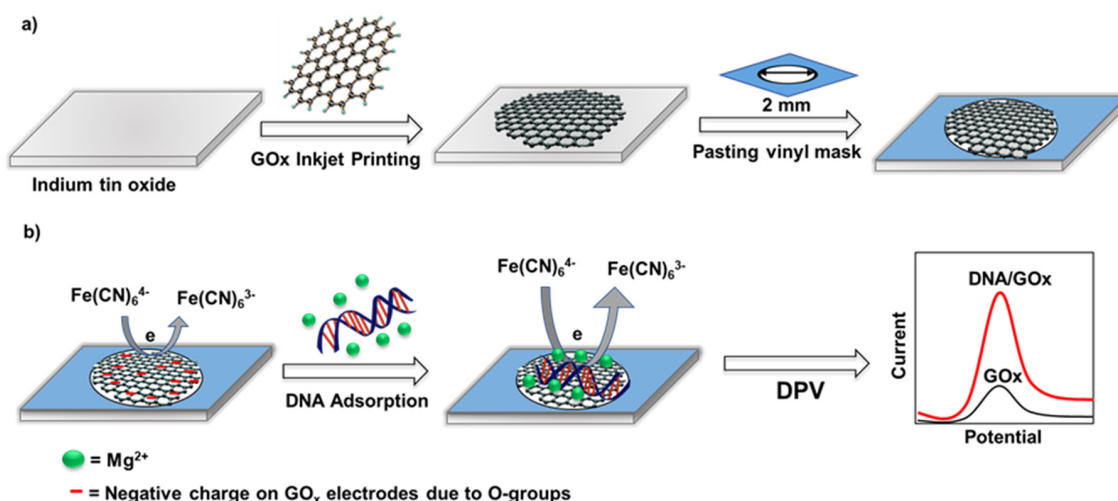 a)
2 mm
GOx Inkjet Printing
Pasting vinyl mask
Indium tin oxide
b)
Fe(CN)₆⁴⁻ Fe(CN)₆³⁻
e
DNA Adsorption
Fe(CN)₆⁴⁻ Fe(CN)₆³⁻
e
DPV
DNA/GOx
GOx
Current
Potential
= Mg²⁺
= Negative charge on GOₓ electrodes due to O-groups